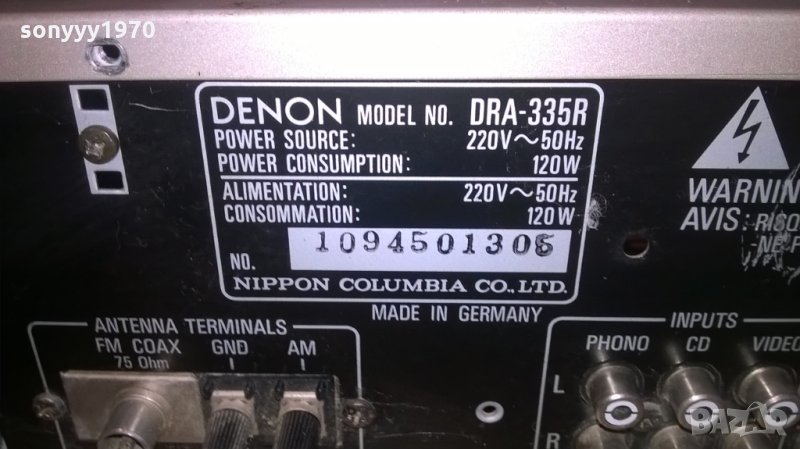 sonyyy1970
DENON MODEL NO. DRA-335R
POWER SOURCE: 220V~50Hz
POWER CONSUMPTION: 120W
ALIMENTATION: 220V~50Hz
CONSOMMATION: 120W
NO. 1094501305
NIPPON COLUMBIA CO.,LTD.
MADE IN GERMANY
WARNIN
AVIS:
ANTENNA TERMINALS
FM COAX GND AM
75 Ohm
INPUTS
PHONO CD VIDEO
L
R
BAZAR